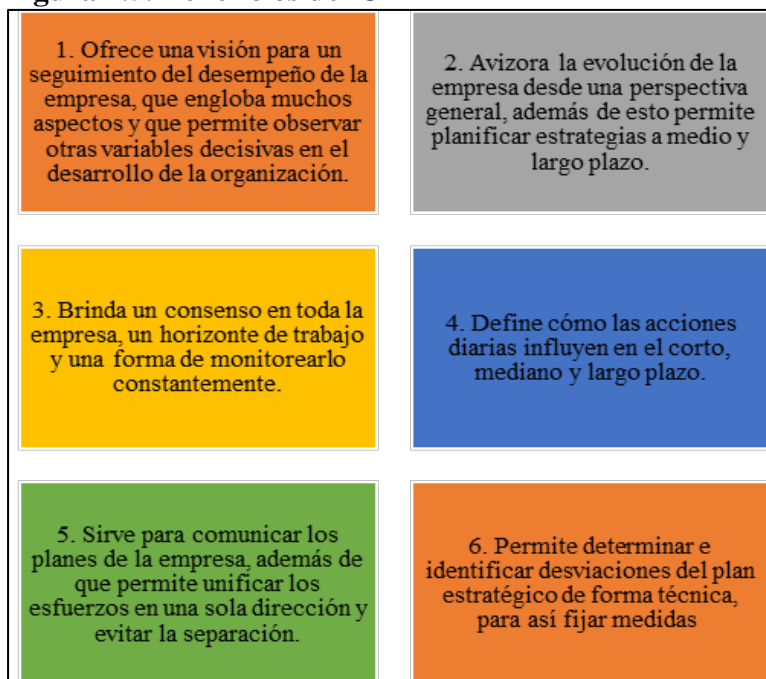 1. Ofrece una visión para un
seguimiento del desempeño de la
empresa, que engloba muchos
aspectos y que permite observar
otras variables decisivas en el
desarrollo de la organización.
2. Avizora la evolución de la
empresa desde una perspectiva
general, además de esto permite
planificar estrategias a medio y
largo plazo.
3. Brinda un consenso en toda la
empresa, un horizonte de trabajo
y una forma de monitorearlo
constantemente.
4. Define cómo las acciones
diarias influyen en el corto,
mediano y largo plazo.
5. Sirve para comunicar los
planes de la empresa, además de
que permite unificar los
esfuerzos en una sola dirección y
evitar la separación.
6. Permite determinar e
identificar desviaciones del plan
estratégico de forma técnica,
para así fijar medidas